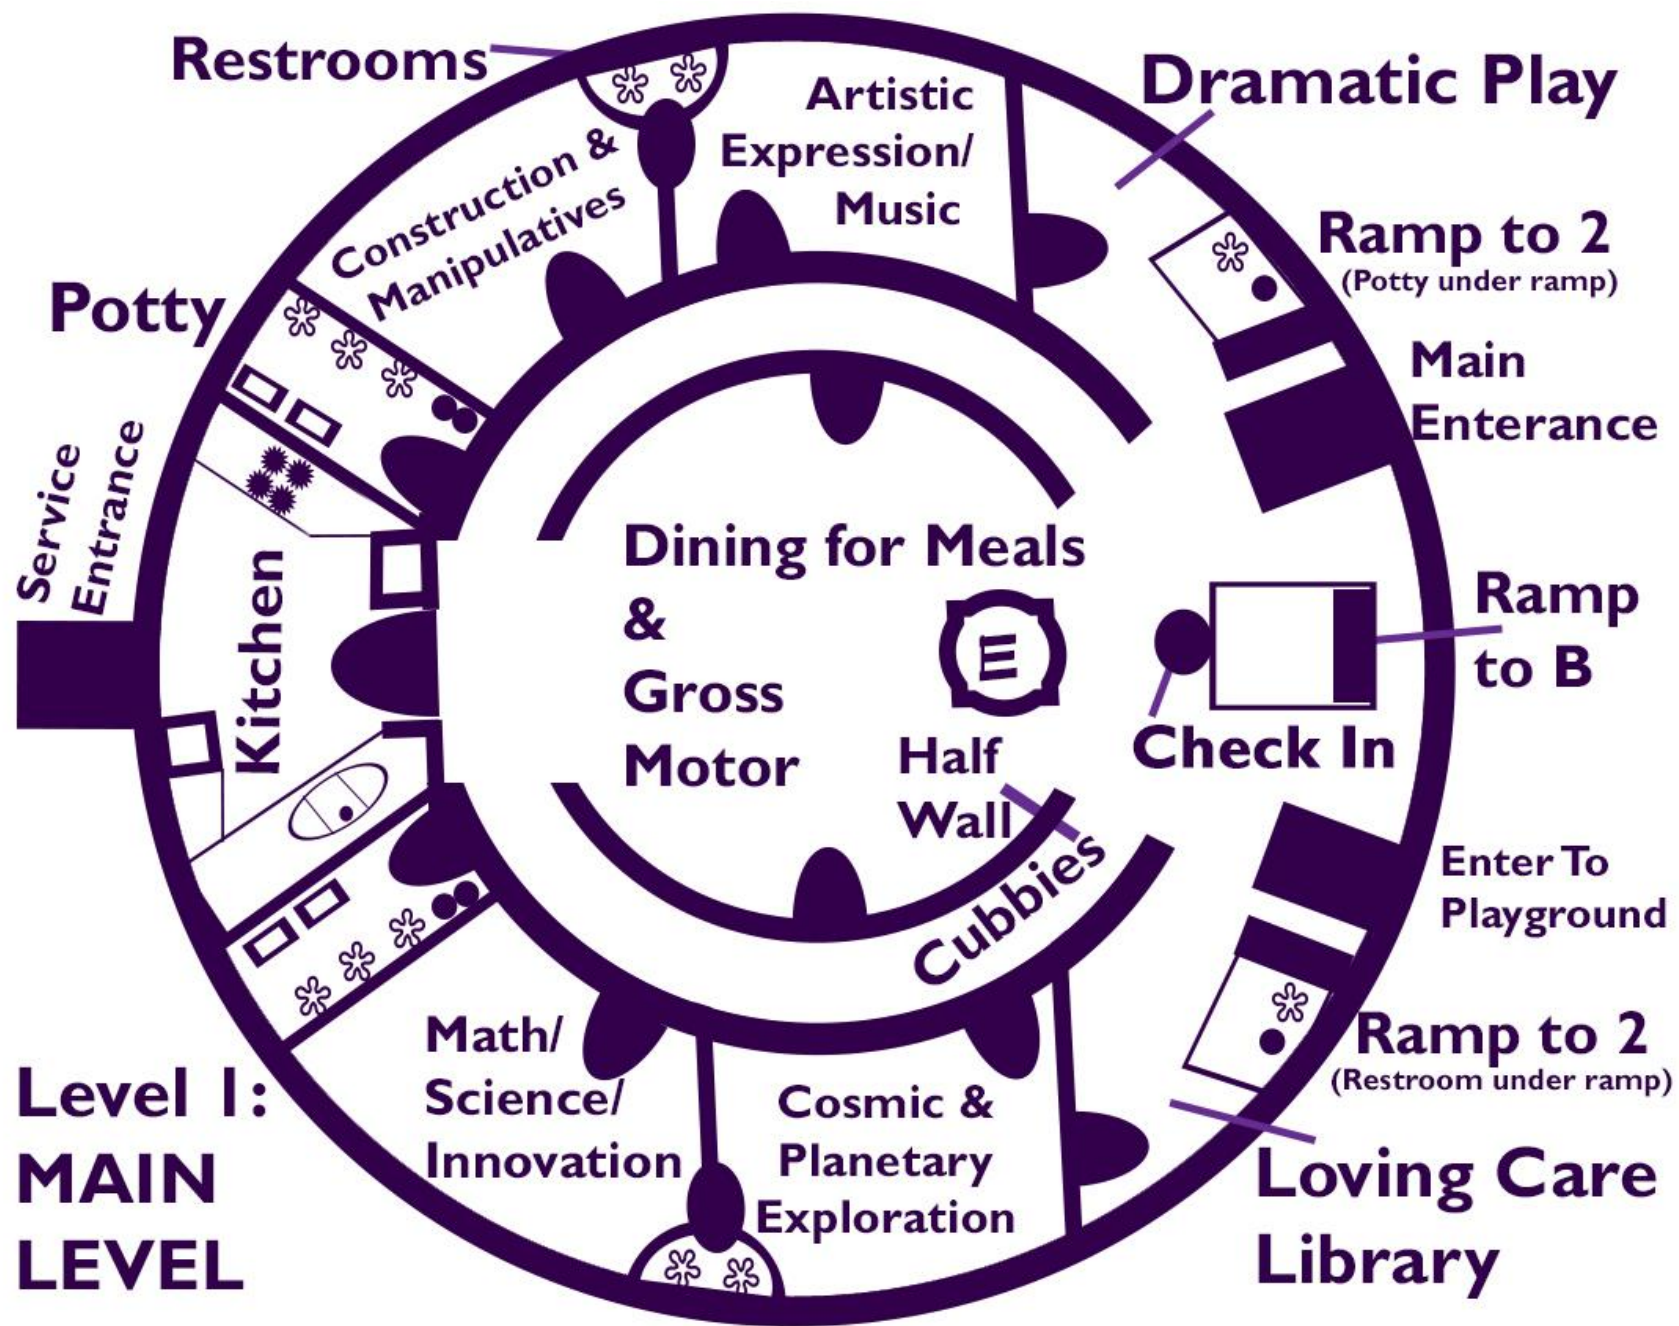 Restrooms
Artistic
Expression/
Music
Dramatic Play
Construction &
Manipulatives
Ramp to 2
(Potty under ramp)
Potty
Main
Enterance
Service
Entrance
Kitchen
Dining for Meals
&
Gross
Motor
Ramp
to B
Check In
Half
Wall
Cubbies
Enter To
Playground
Ramp to 2
(Restroom under ramp)
Math/
Science/
Innovation
Cosmic &
Planetary
Exploration
Loving Care
Library
Level 1:
MAIN
LEVEL